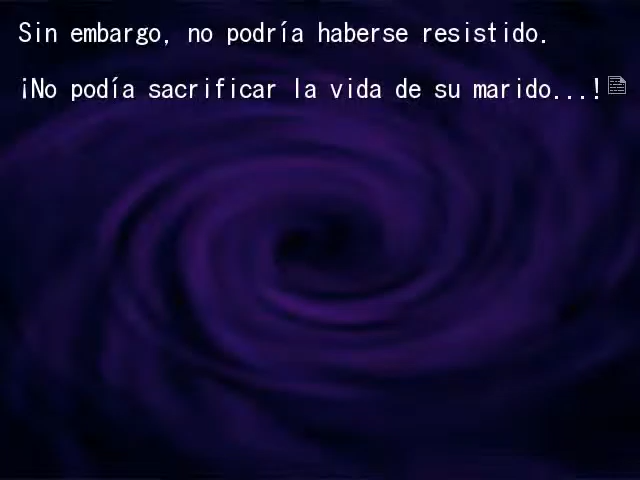 Sin embargo, no podría haberse resistido.
¡No podía sacrificar la vida de su marido...!